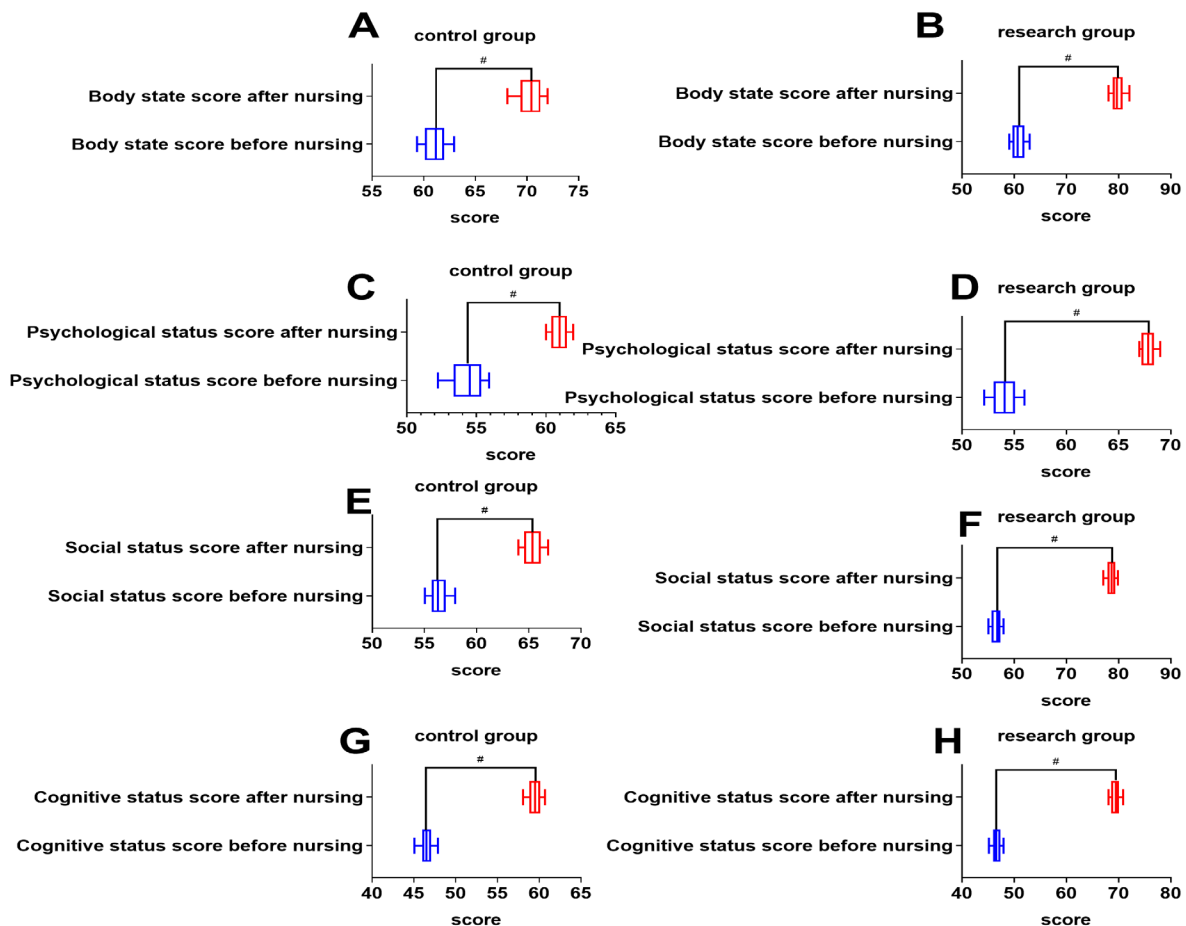 A
control group
#
Body state score after nursing
Body state score before nursing
55 60 65 70 75
score
B
research group
#
Body state score after nursing
Body state score before nursing
50 60 70 80 90
score
C
control group
#
Psychological status score after nursing
Psychological status score before nursing
50 55 60 65
score
D
research group
#
Psychological status score after nursing
Psychological status score before nursing
50 55 60 65 70
score
E
control group
#
Social status score after nursing
Social status score before nursing
50 55 60 65 70
score
F
research group
#
Social status score after nursing
Social status score before nursing
50 60 70 80 90
score
G
control group
#
Cognitive status score after nursing
Cognitive status score before nursing
40 45 50 55 60 65
score
H
research group
#
Cognitive status score after nursing
Cognitive status score before nursing
40 50 60 70 80
score